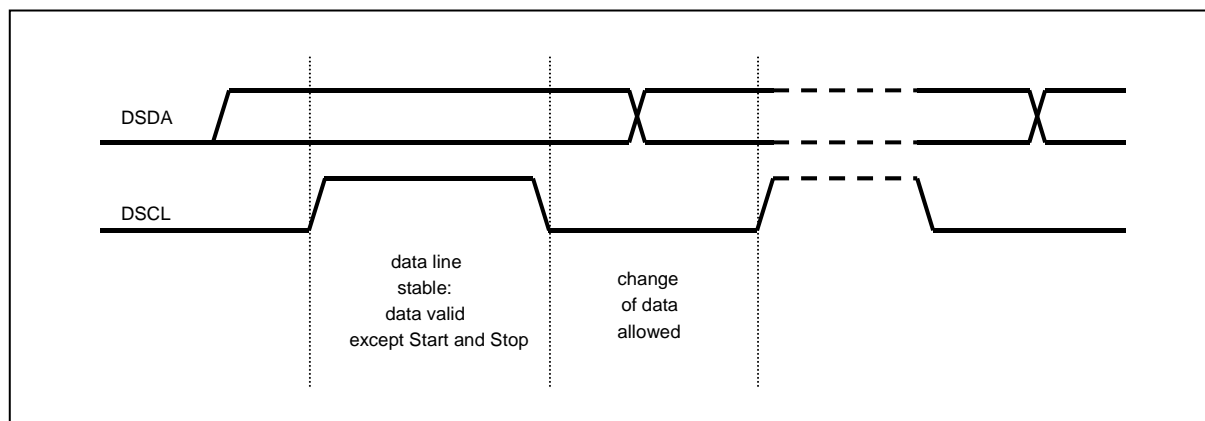 DSDA
DSCL
data line
stable:
data valid
except Start and Stop
change
of data
allowed